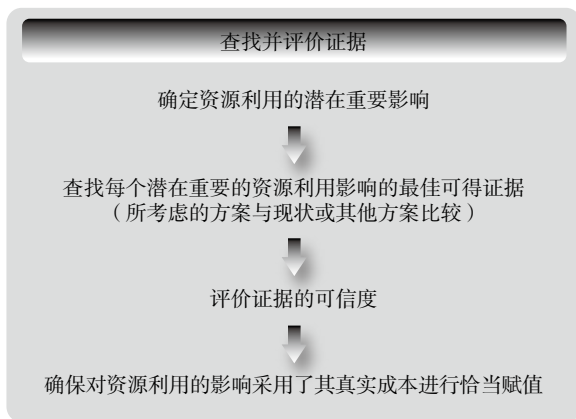 查找并评价证据
确定资源利用的潜在重要影响
查找每个潜在重要的资源利用影响的最佳可得证据
（所考虑的方案与现状或其他方案比较）
评价证据的可信度
确保对资源利用的影响采用了其真实成本进行恰当赋值